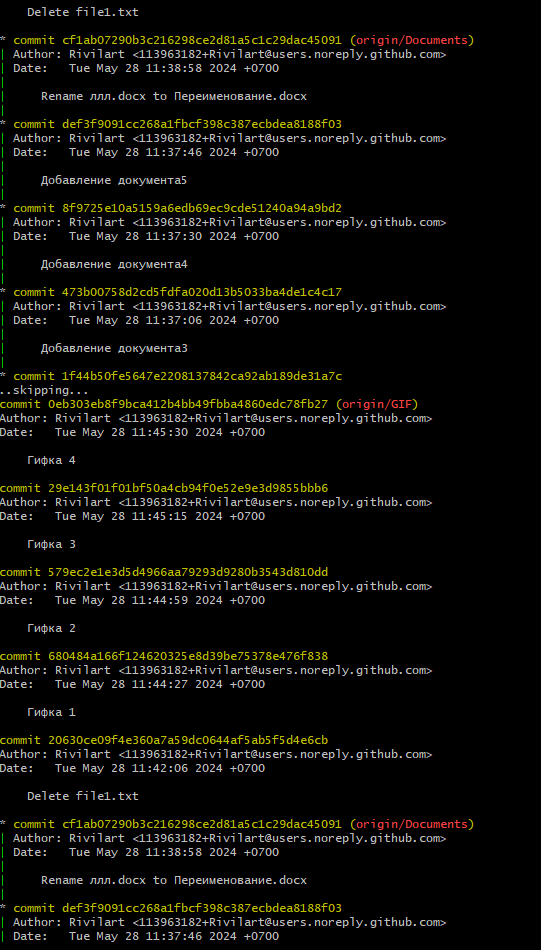 Delete file1.txt
* commit cf1ab07290b3c216298ce2d81a5c1c29dac45091 (origin/Documents)
| Author: Rivilart <113963182+Rivilart@users.noreply.github.com>
| Date:   Tue May 28 11:38:58 2024 +0700
|
|     Rename ллл.docx to Переименование.docx
|
* commit def3f9091cc268a1fbcf398c387ecbdea8188f03
| Author: Rivilart <113963182+Rivilart@users.noreply.github.com>
| Date:   Tue May 28 11:37:46 2024 +0700
|
|     Добавление документа5
|
* commit 8f9725e10a5159a6edb69ec9cde51240a94a9bd2
| Author: Rivilart <113963182+Rivilart@users.noreply.github.com>
| Date:   Tue May 28 11:37:30 2024 +0700
|
|     Добавление документа4
|
* commit 473b00758d2cd5fdfa020d13b5033ba4de1c4c17
| Author: Rivilart <113963182+Rivilart@users.noreply.github.com>
| Date:   Tue May 28 11:37:06 2024 +0700
|
|     Добавление документа3
|
* commit 1f44b50fe5647e2208137842ca92ab189de31a7c
..skipping...
commit 0eb303eb8f9bca412b4bb49fbba4860edc78fb27 (origin/GIF)
Author: Rivilart <113963182+Rivilart@users.noreply.github.com>
Date:   Tue May 28 11:45:30 2024 +0700
Гифка 4
commit 29e143f01f01bf50a4cb94f0e52e9e3d9855bbb6
Author: Rivilart <113963182+Rivilart@users.noreply.github.com>
Date:   Tue May 28 11:45:15 2024 +0700
Гифка 3
commit 579ec2e1e3d5d4966aa79293d9280b3543d810dd
Author: Rivilart <113963182+Rivilart@users.noreply.github.com>
Date:   Tue May 28 11:44:59 2024 +0700
Гифка 2
commit 680484a166f124620325e8d39be75378e476f838
Author: Rivilart <113963182+Rivilart@users.noreply.github.com>
Date:   Tue May 28 11:44:27 2024 +0700
Гифка 1
commit 20630ce09f4e360a7a59dc0644af5ab5f5d4e6cb
Author: Rivilart <113963182+Rivilart@users.noreply.github.com>
Date:   Tue May 28 11:42:06 2024 +0700
Delete file1.txt
* commit cf1ab07290b3c216298ce2d81a5c1c29dac45091 (origin/Documents)
| Author: Rivilart <113963182+Rivilart@users.noreply.github.com>
| Date:   Tue May 28 11:38:58 2024 +0700
|
|     Rename ллл.docx to Переименование.docx
|
* commit def3f9091cc268a1fbcf398c387ecbdea8188f03
| Author: Rivilart <113963182+Rivilart@users.noreply.github.com>
| Date:   Tue May 28 11:37:46 2024 +0700